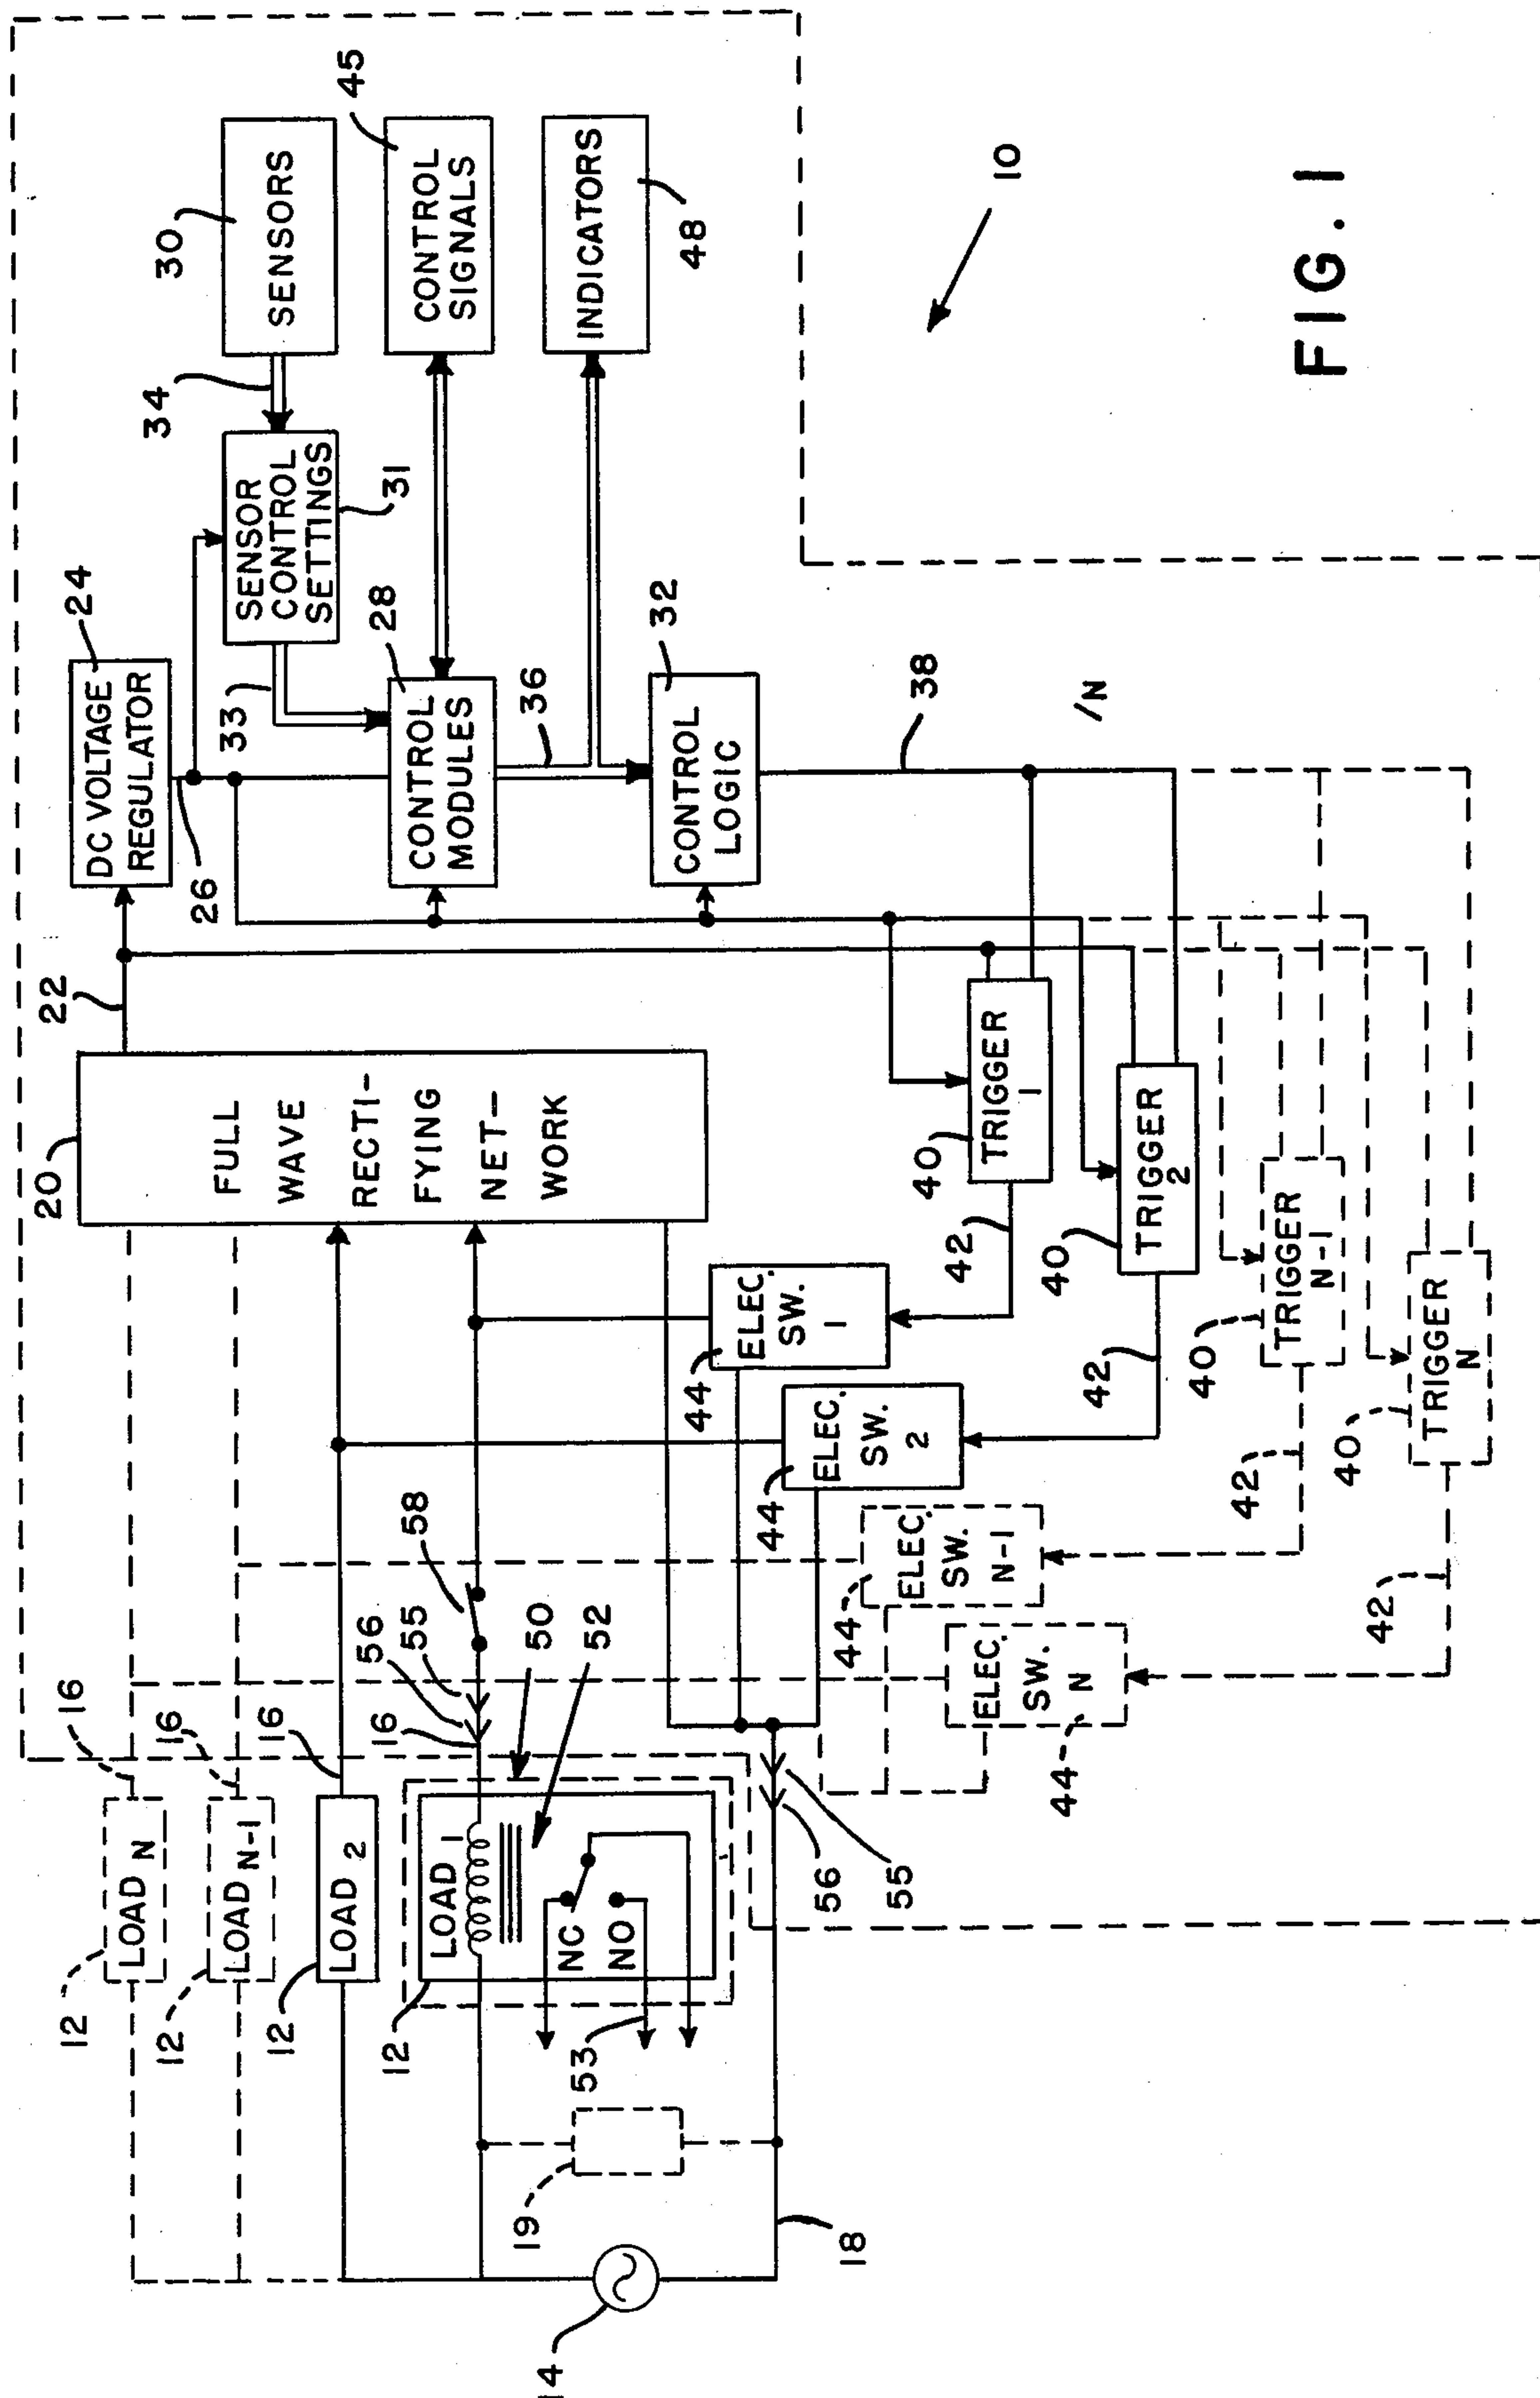 12
LOAD N
16
12
LOAD N-1
16
12
LOAD 2
16
12
LOAD 1
NC
NO
16
50
52
53
56
55
58
14
18
19
56
55
20
FULL
WAVE
RECTI-
FYING
NET-
WORK
22
24
DC VOLTAGE
REGULATOR
26
30
SENSORS
34
SENSOR
CONTROL
SETTINGS
31
33
28
CONTROL
MODULES
45
CONTROL
SIGNALS
36
INDICATORS
48
32
CONTROL
LOGIC
38
/N
44
ELEC.
SW.
1
44
ELEC.
SW.
2
44
ELEC.
SW.
N-1
44
ELEC.
SW.
N
40
TRIGGER
1
42
40
TRIGGER
2
42
40
TRIGGER
N-1
42
40
TRIGGER
N
42
10
FIG. 1